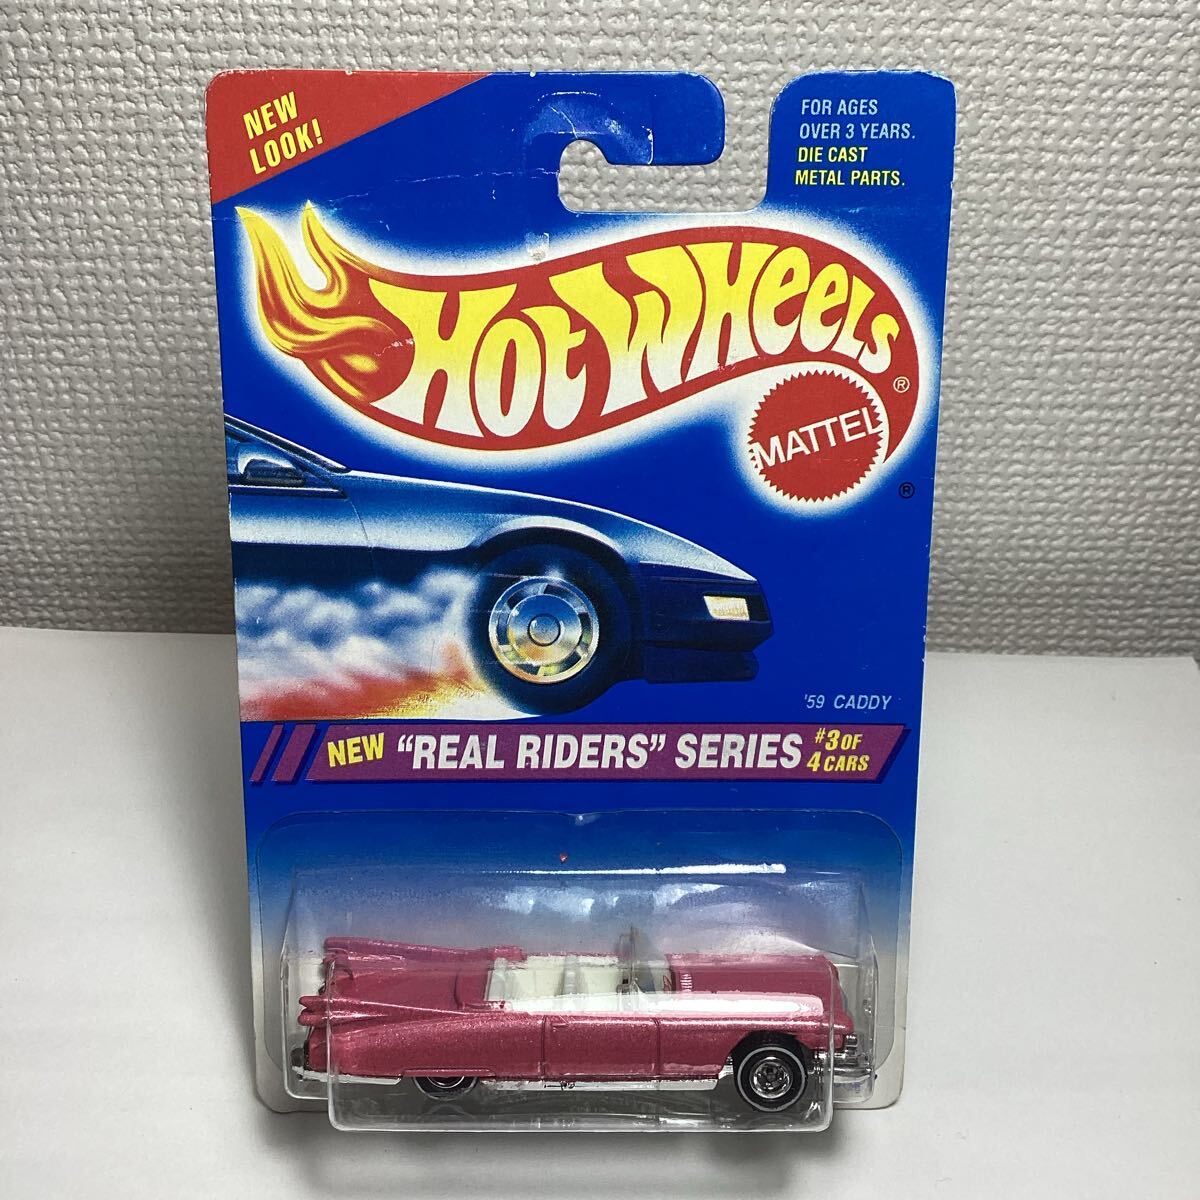 NEW
LOOK!
FOR AGES
OVER 3 YEARS.
DIE CAST
METAL PARTS.
HOT WHEELS®
MATTEL
®
'59 CADDY
NEW "REAL RIDERS" SERIES #3 OF
4 CARS